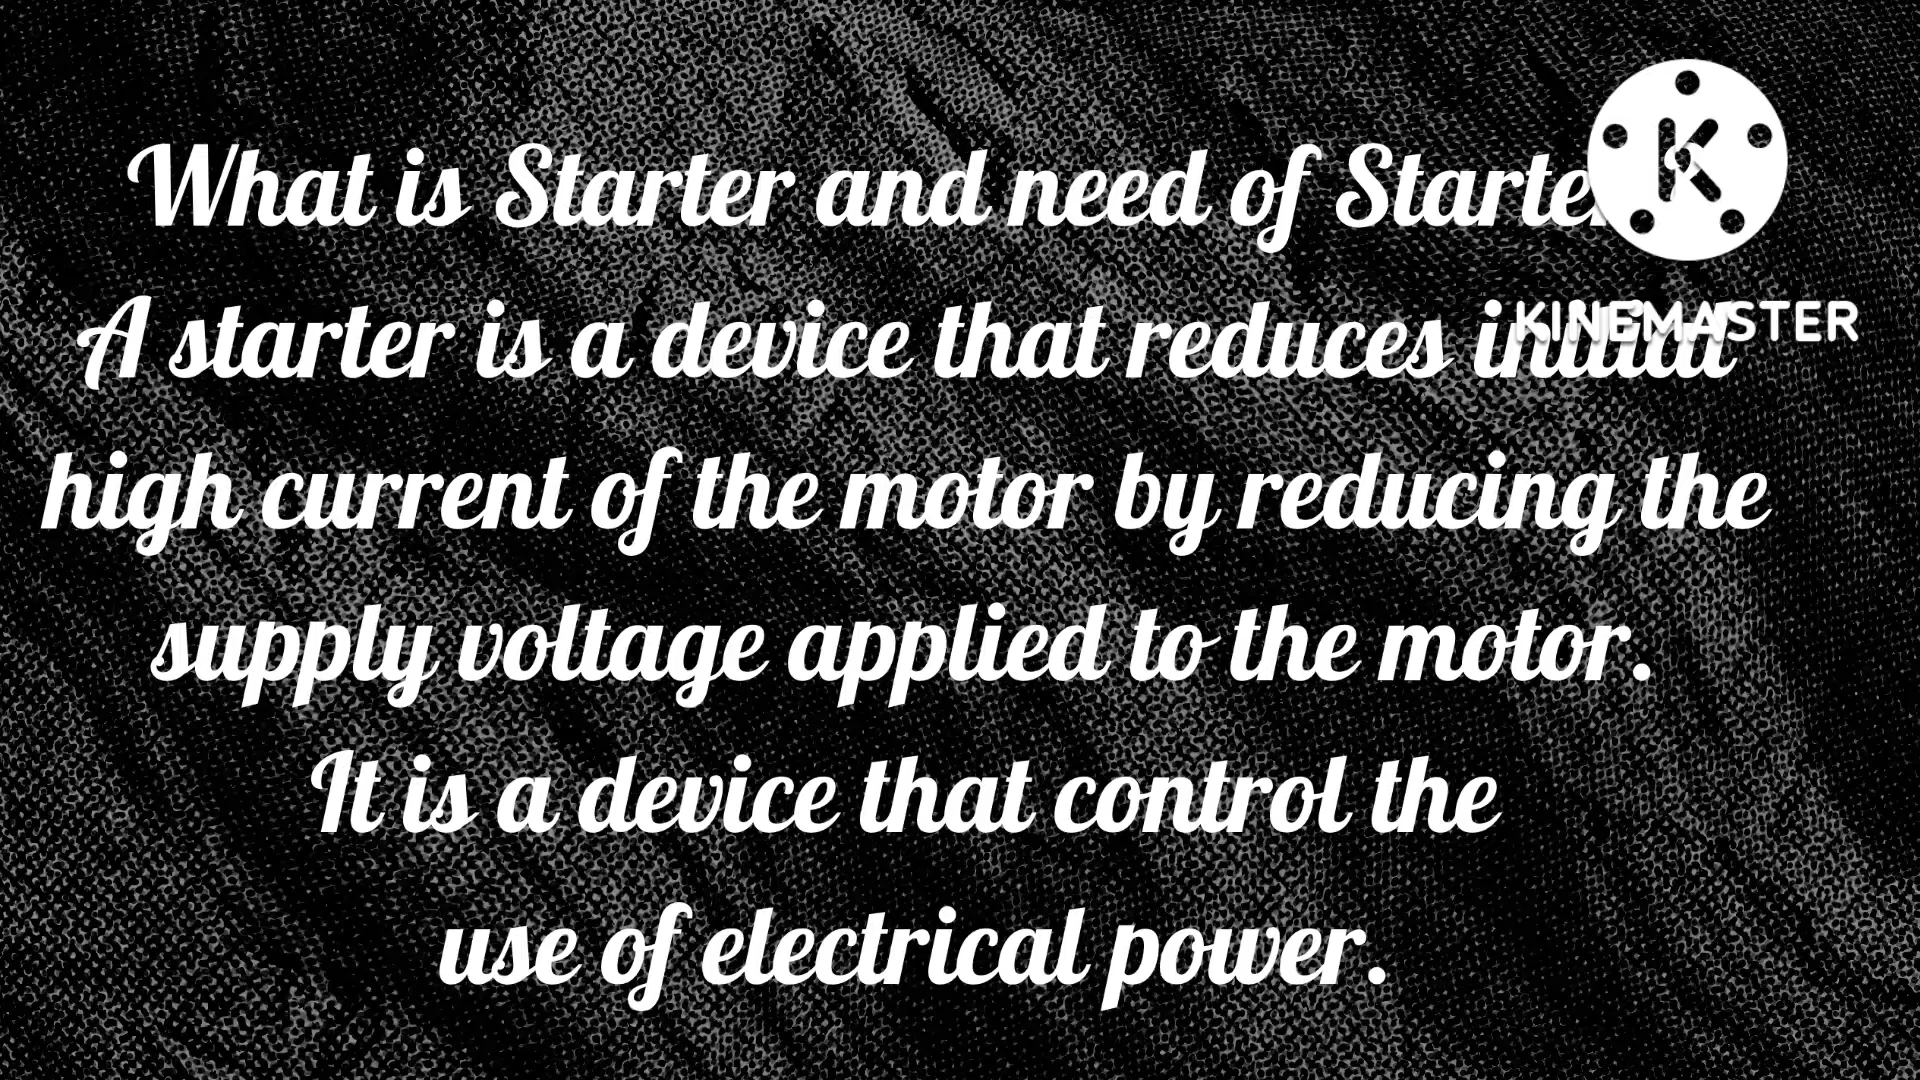 What is Starter and need of Starter
A starter is a device that reduces initial
high current of the motor by reducing the
supply voltage applied to the motor.
It is a device that control the
use of electrical power.
KINEMASTER